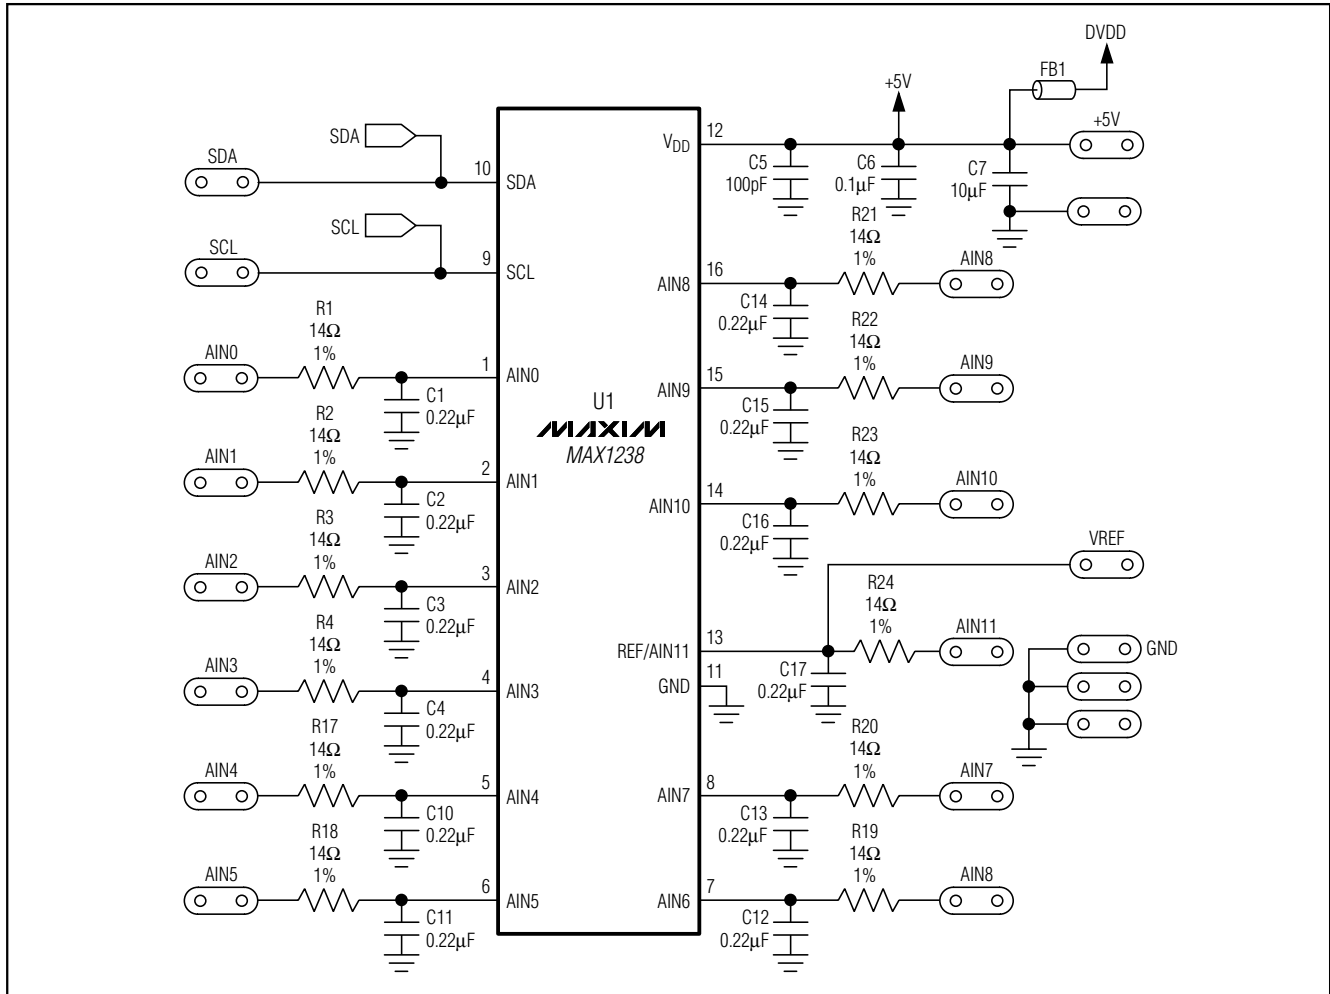 DVDD
FB1
+5V
+5V
12
VDD
C5
100pF
C6
0.1µF
C7
10µF
SDA
SDA
10
SDA
SCL
SCL
9
SCL
R21
14Ω
1%
AIN8
16
AIN8
C14
0.22µF
R1
14Ω
1%
AIN0
1
AIN0
C1
0.22µF
R22
14Ω
1%
AIN9
15
AIN9
C15
0.22µF
U1
MAXIM
MAX1238
R2
14Ω
1%
AIN1
2
AIN1
C2
0.22µF
R23
14Ω
1%
AIN10
14
AIN10
C16
0.22µF
R3
14Ω
1%
AIN2
3
AIN2
C3
0.22µF
VREF
R24
14Ω
1%
AIN11
13
REF/AIN11
C17
0.22µF
11
GND
GND
R4
14Ω
1%
AIN3
4
AIN3
C4
0.22µF
R17
14Ω
1%
AIN4
5
AIN4
C10
0.22µF
R20
14Ω
1%
AIN7
8
AIN7
C13
0.22µF
R18
14Ω
1%
AIN5
6
AIN5
C11
0.22µF
R19
14Ω
1%
AIN8
7
AIN6
C12
0.22µF